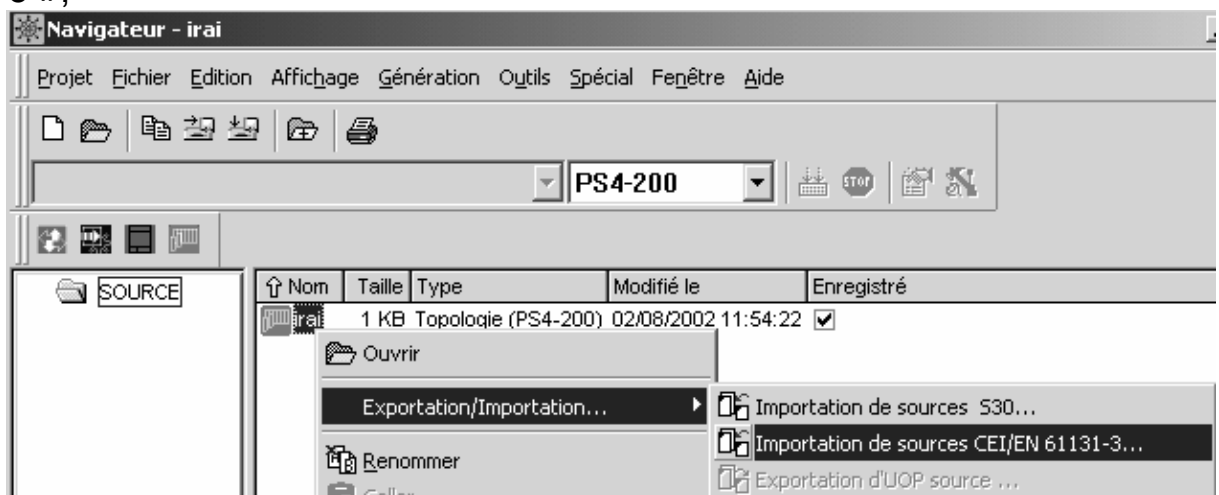 Navigateur - irai
Projet Fichier Edition Affichage Génération Outils Spécial Fenêtre Aide
PS4-200
STOP
SOURCE
Nom Taille Type Modifié le Enregistré
irai 1 KB Topologie (PS4-200) 02/08/2002 11:54:22
Ouvrir
Exportation/Importation...
Importation de sources S30...
Importation de sources CEI/EN 61131-3...
Renommer
Exportation d'UOP source ...